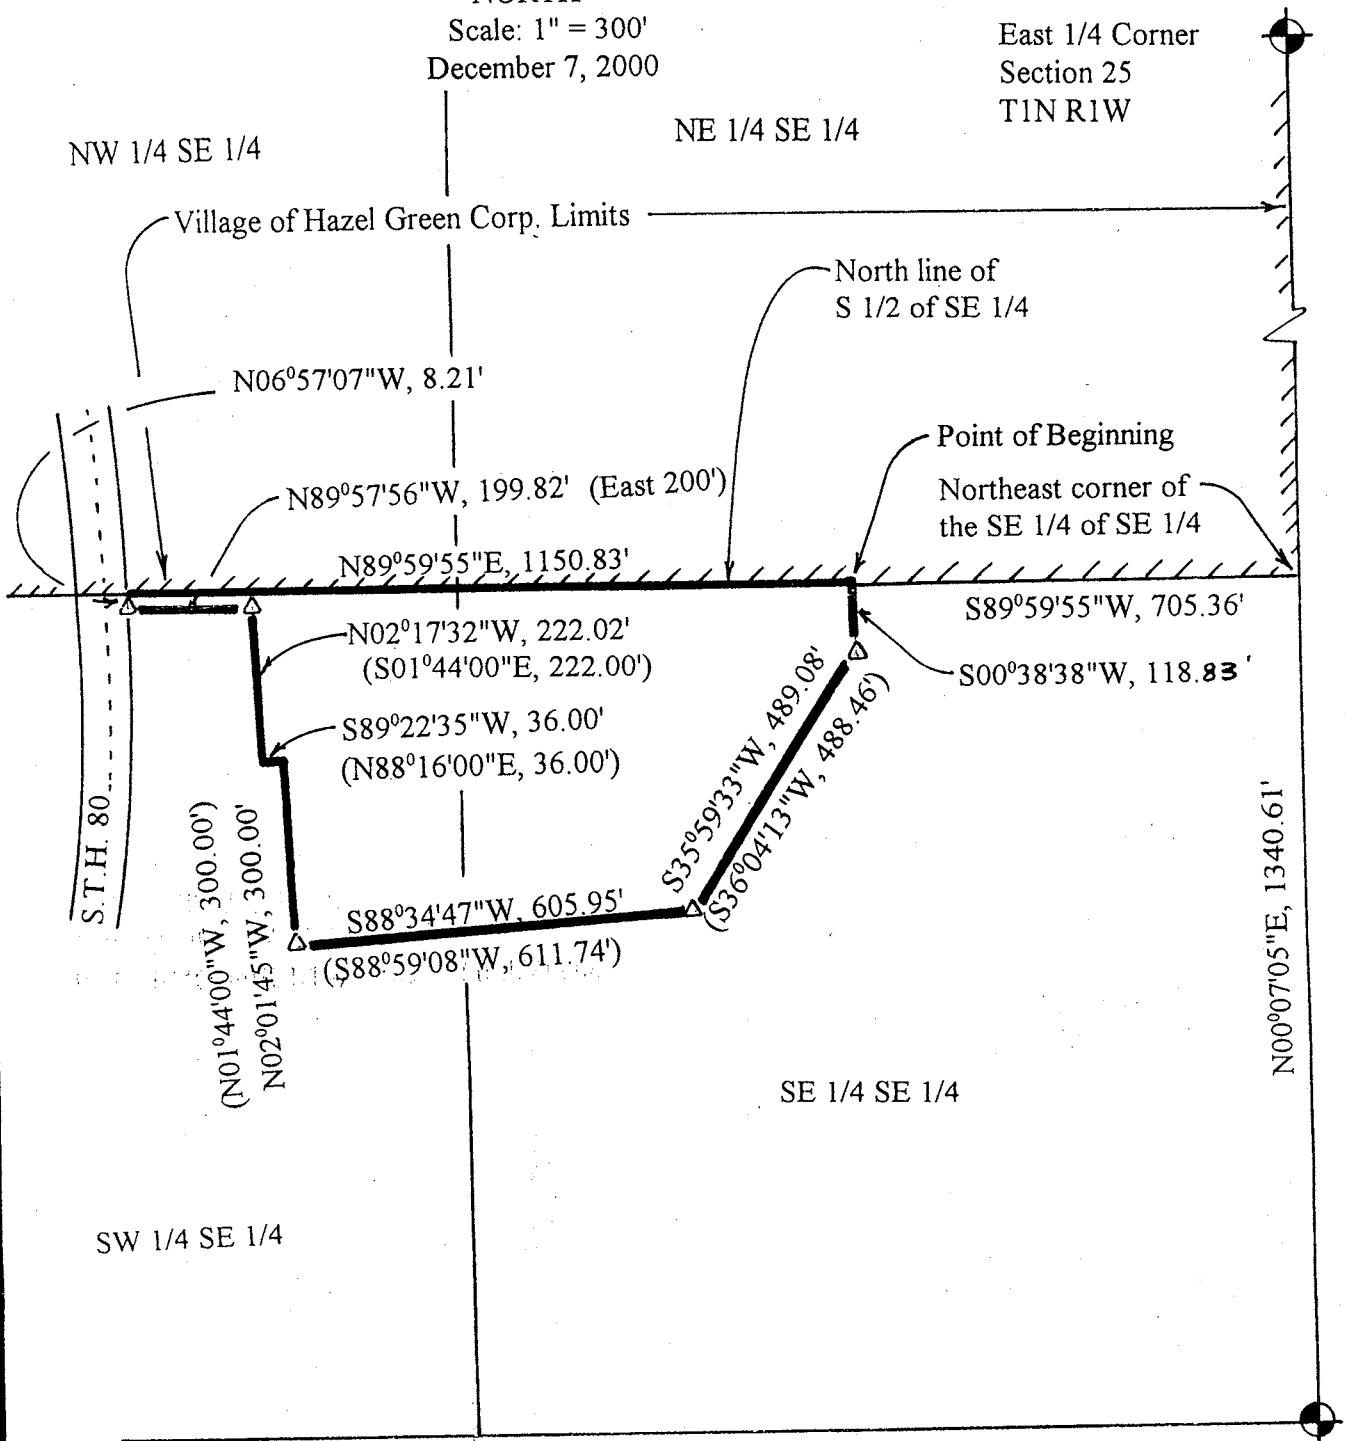 NORTH
Scale: 1" = 300'
December 7, 2000
East 1/4 Corner
Section 25
T1N R1W
NW 1/4 SE 1/4
NE 1/4 SE 1/4
Village of Hazel Green Corp. Limits
North line of
S 1/2 of SE 1/4
N06°57'07"W, 8.21'
Point of Beginning
N89°57'56"W, 199.82' (East 200')
Northeast corner of
the SE 1/4 of SE 1/4
N89°59'55"E, 1150.83'
S89°59'55"W, 705.36'
N02°17'32"W, 222.02'
(S01°44'00"E, 222.00')
S00°38'38"W, 118.83'
S89°22'35"W, 36.00'
(N88°16'00"E, 36.00')
S35°59'33"W, 489.08'
(S36°04'13"W, 488.46')
S.T.H. 80
(N01°44'00"W, 300.00')
N02°01'45"W, 300.00'
S88°34'47"W, 605.95'
(S88°59'08"W, 611.74')
N00°07'05"E, 1340.61'
SE 1/4 SE 1/4
SW 1/4 SE 1/4